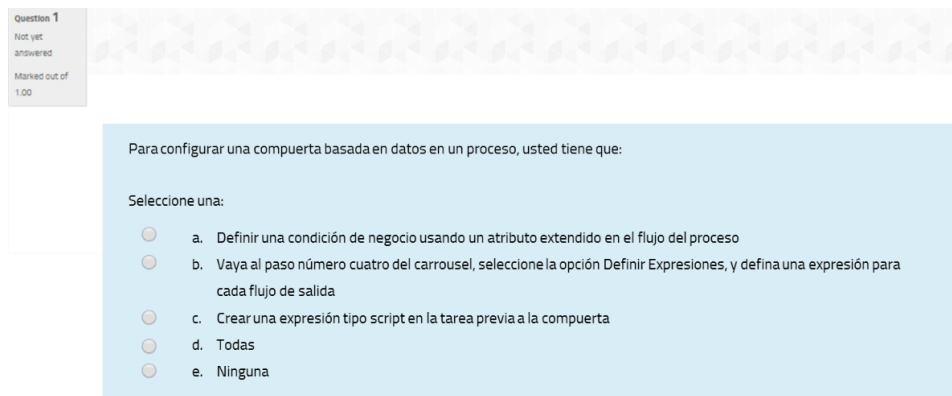 Question 1
Not yet
answered
Marked out of
1.00
Para configurar una compuerta basada en datos en un proceso, usted tiene que:
Seleccione una:
a. Definir una condición de negocio usando un atributo extendido en el flujo del proceso
b. Vaya al paso número cuatro del carrousel, seleccione la opción Definir Expresiones, y defina una expresión para
cada flujo de salida
c. Crear una expresión tipo script en la tarea previa a la compuerta
d. Todas
e. Ninguna